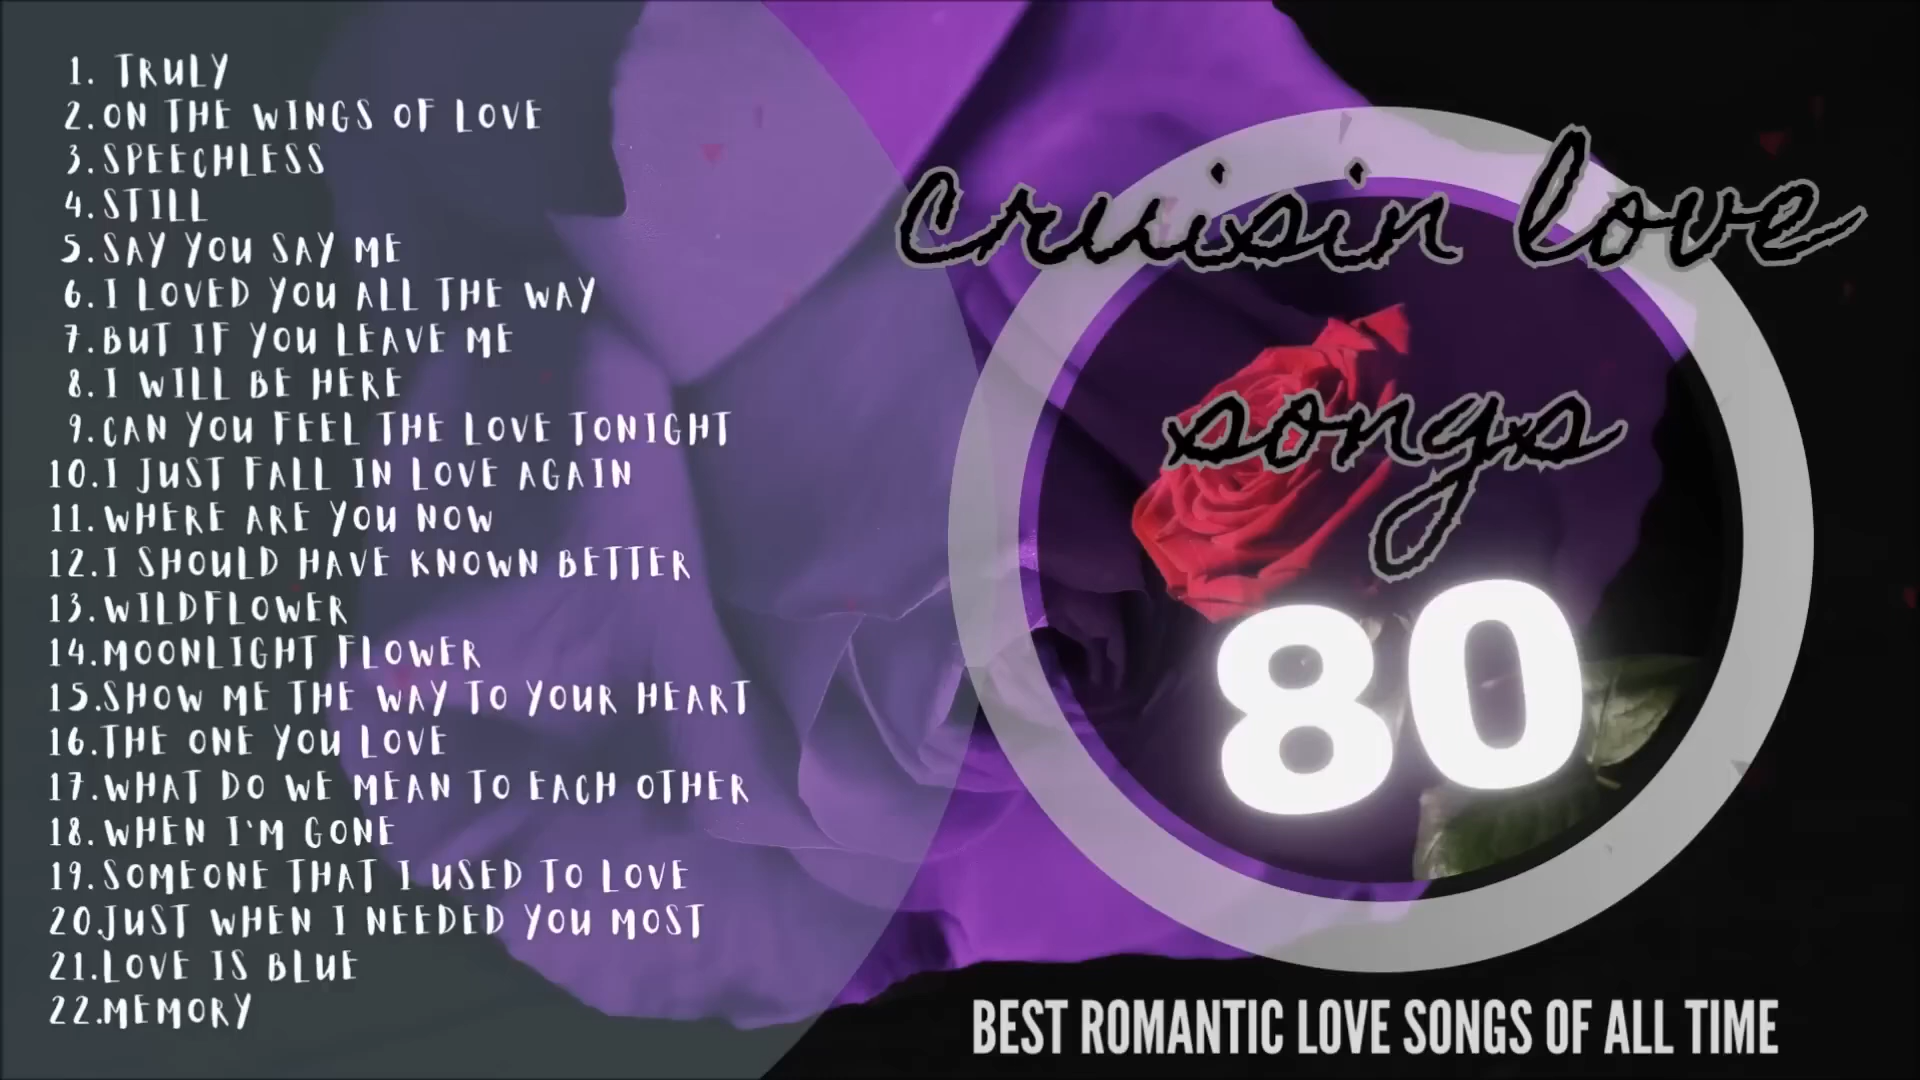 1. TRULY
2. ON THE WINGS OF LOVE
3. SPEECHLESS
4. STILL
5. SAY YOU SAY ME
6. I LOVED YOU ALL THE WAY
7. BUT IF YOU LEAVE ME
8. I WILL BE HERE
9. CAN YOU FEEL THE LOVE TONIGHT
10. I JUST FALL IN LOVE AGAIN
11. WHERE ARE YOU NOW
12. I SHOULD HAVE KNOWN BETTER
13. WILDFLOWER
14. MOONLIGHT FLOWER
15. SHOW ME THE WAY TO YOUR HEART
16. THE ONE YOU LOVE
17. WHAT DO WE MEAN TO EACH OTHER
18. WHEN I'M GONE
19. SOMEONE THAT I USED TO LOVE
20. JUST WHEN I NEEDED YOU MOST
21. LOVE IS BLUE
22. MEMORY
cruisin love
songs
80
BEST ROMANTIC LOVE SONGS OF ALL TIME